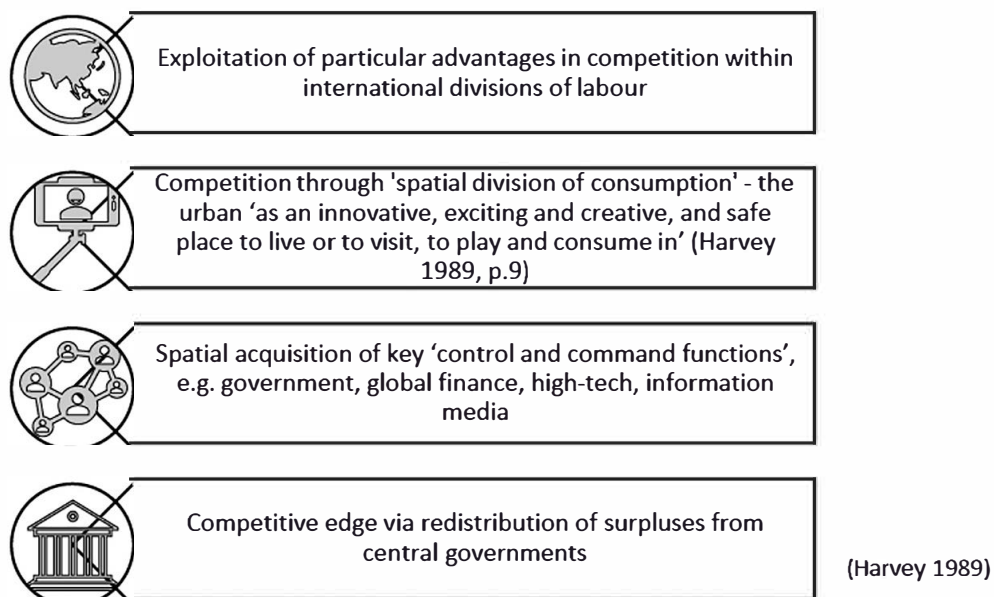 Exploitation of particular advantages in competition within
international divisions of labour
Competition through 'spatial division of consumption' - the
urban ‘as an innovative, exciting and creative, and safe
place to live or to visit, to play and consume in’ (Harvey
1989, p.9)
Spatial acquisition of key ‘control and command functions’,
e.g. government, global finance, high-tech, information
media
Competitive edge via redistribution of surpluses from
central governments
(Harvey 1989)